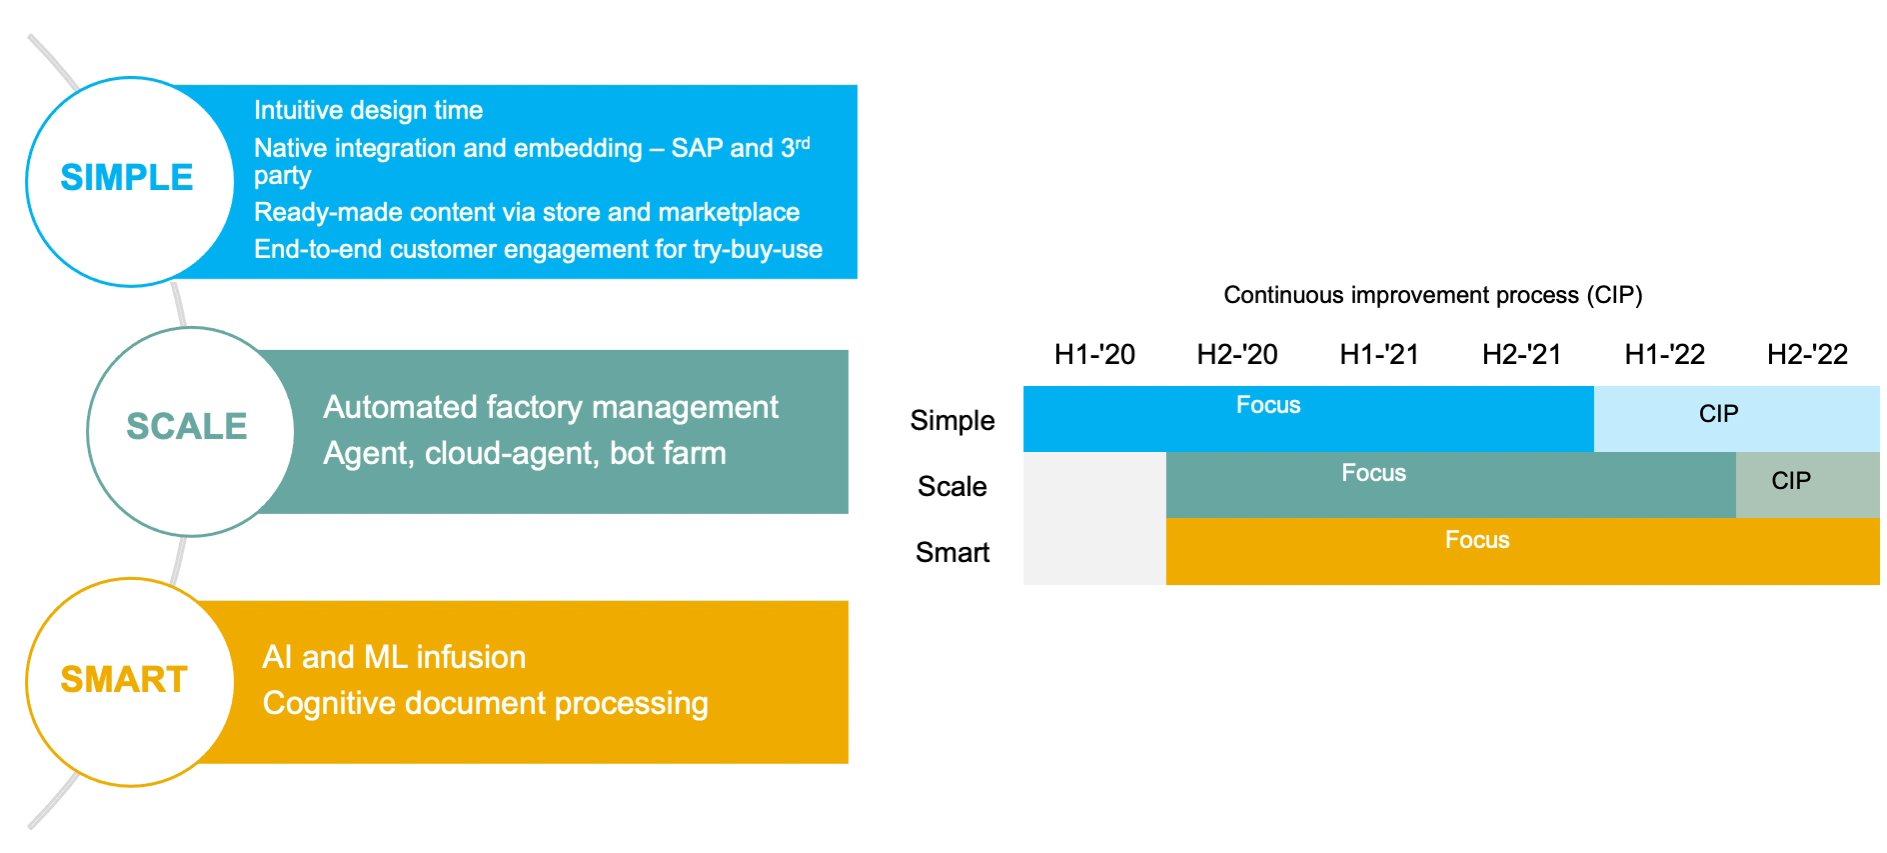 SIMPLE
Intuitive design time
Native integration and embedding – SAP and 3rd
party
Ready-made content via store and marketplace
End-to-end customer engagement for try-buy-use
SCALE
Automated factory management
Agent, cloud-agent, bot farm
SMART
AI and ML infusion
Cognitive document processing
Continuous improvement process (CIP)
H1-'20 H2-'20 H1-'21 H2-'21 H1-'22 H2-'22
Simple Focus CIP
Scale Focus CIP
Smart Focus